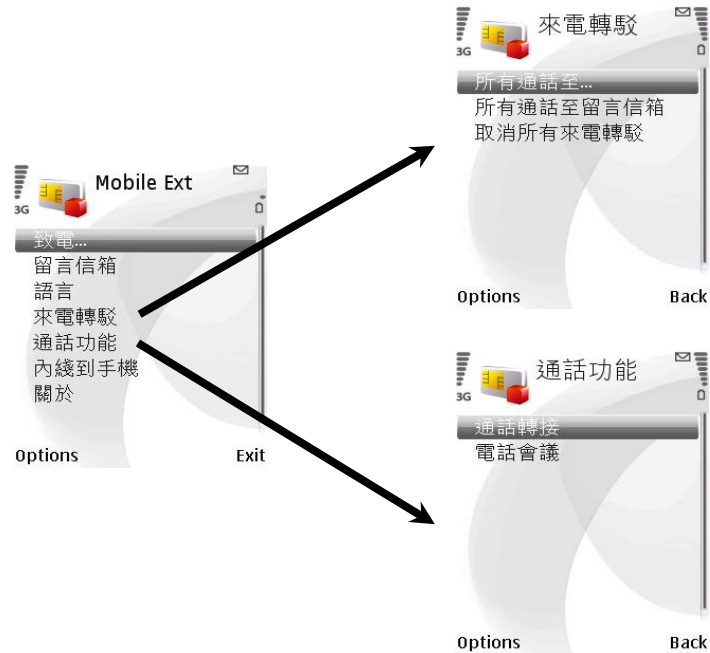 3G
Mobile Ext
致電...
留言信箱
語言
來電轉駁
通話功能
內綫到手機
關於
Options Exit
3G
來電轉駁
所有通話至...
所有通話至留言信箱
取消所有來電轉駁
Options Back
3G
通話功能
通話轉接
電話會議
Options Back